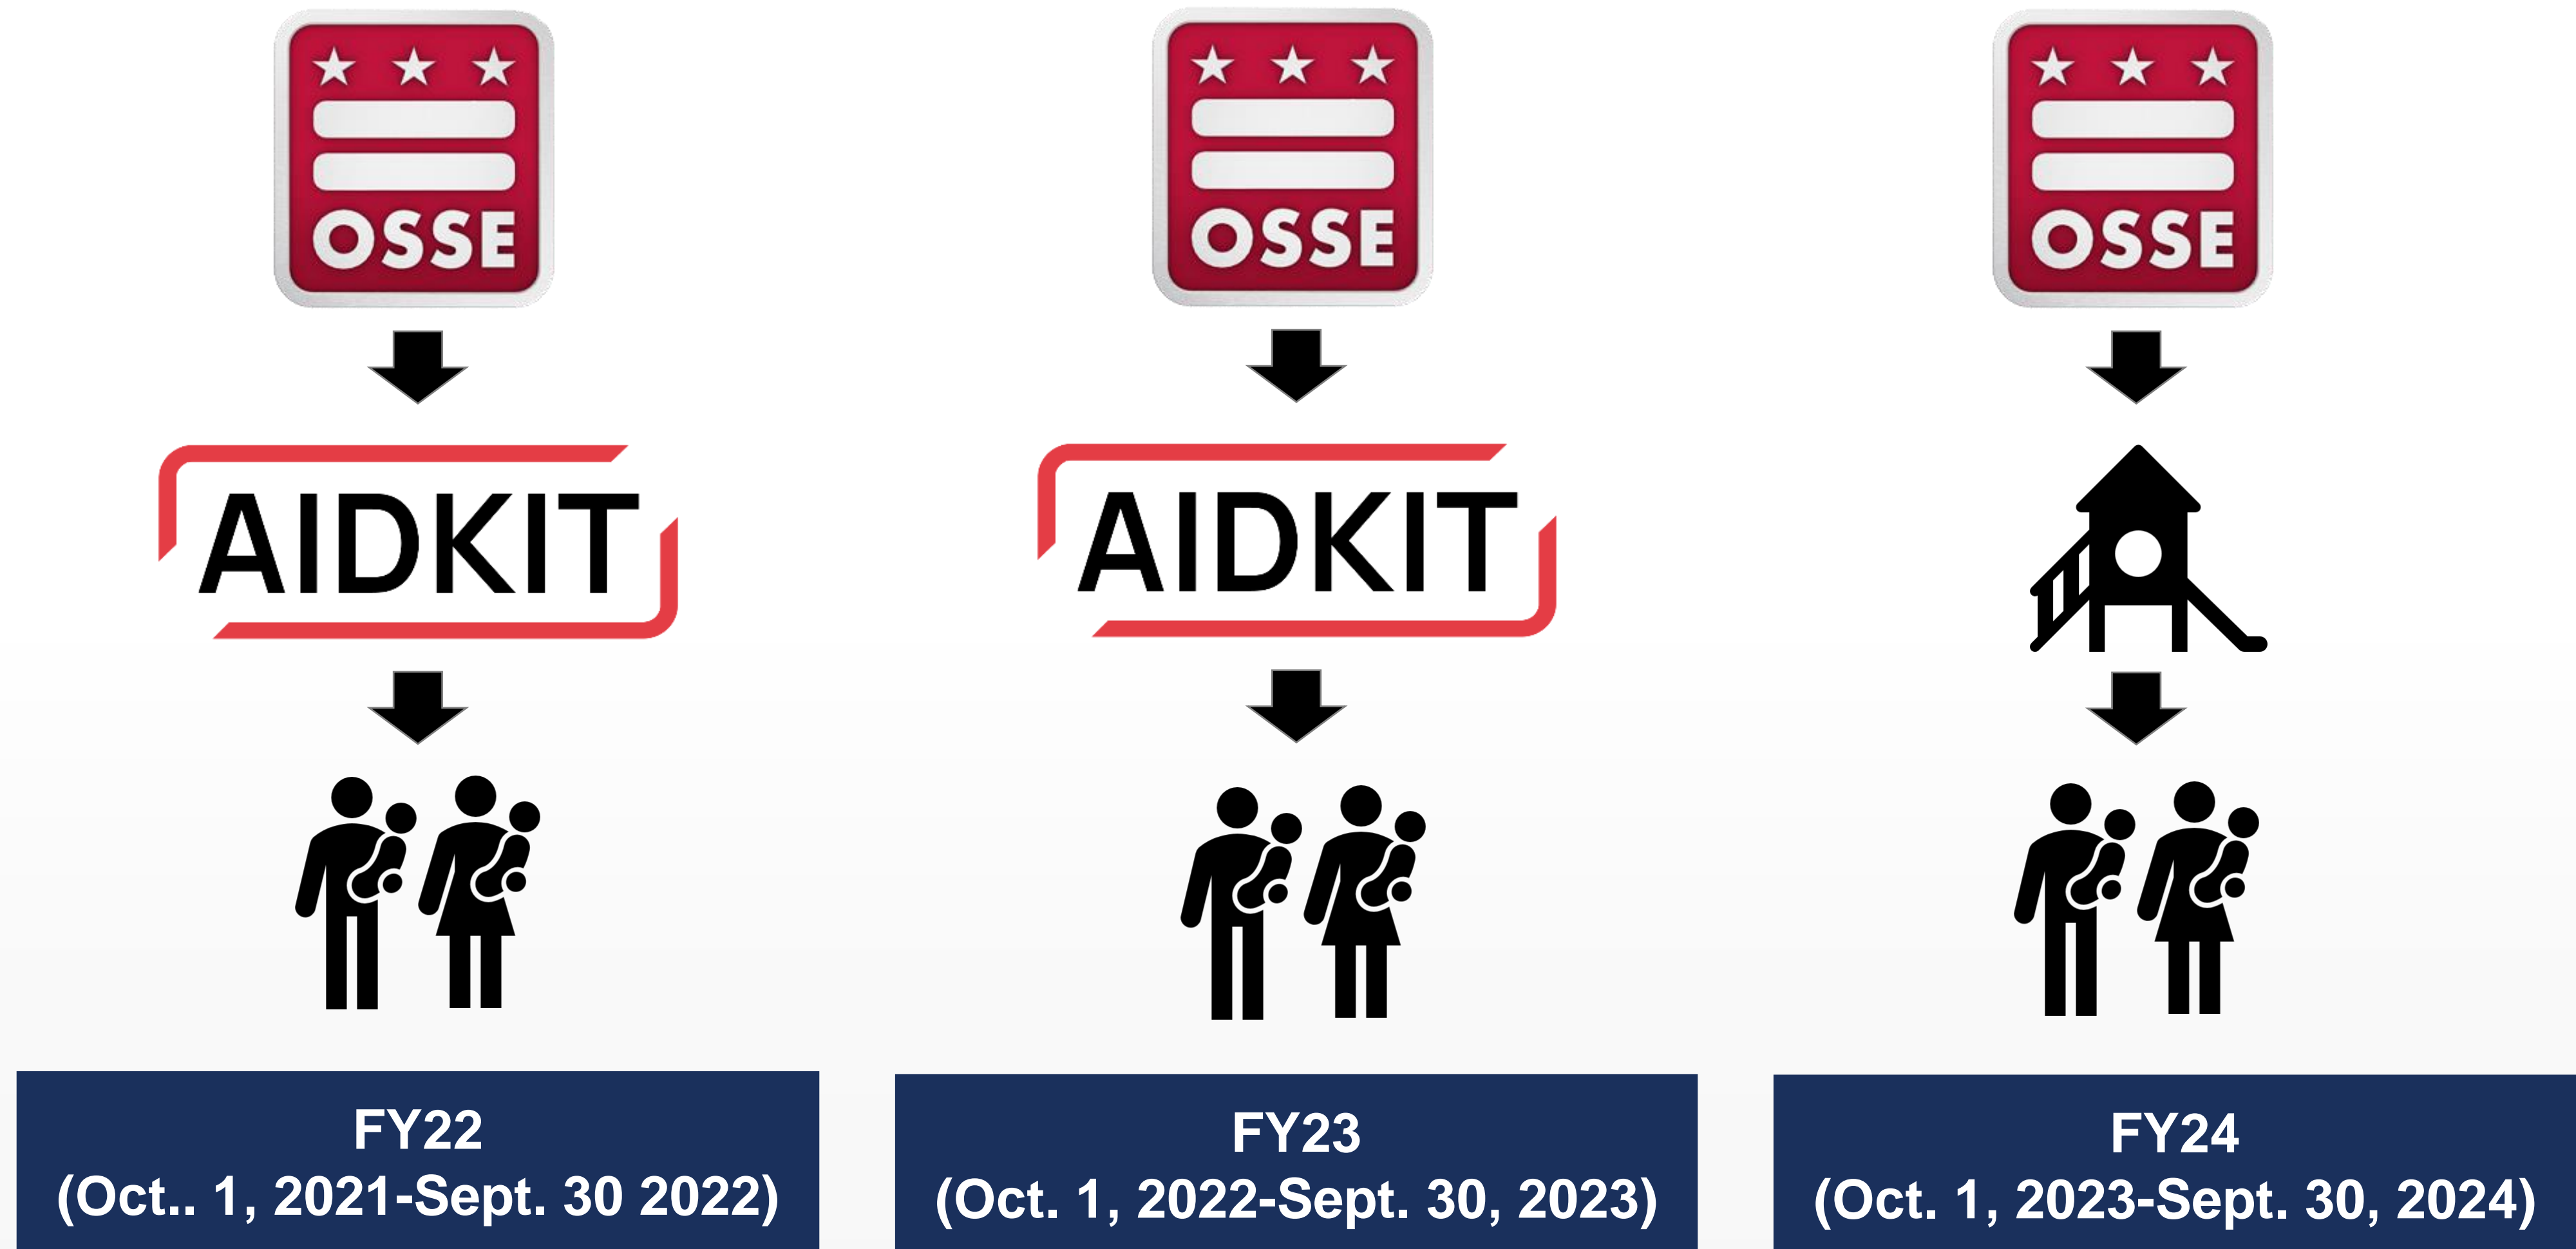 OSSE
OSSE
OSSE
AIDKIT
AIDKIT
FY22
(Oct.. 1, 2021-Sept. 30 2022)
FY23
(Oct. 1, 2022-Sept. 30, 2023)
FY24
(Oct. 1, 2023-Sept. 30, 2024)